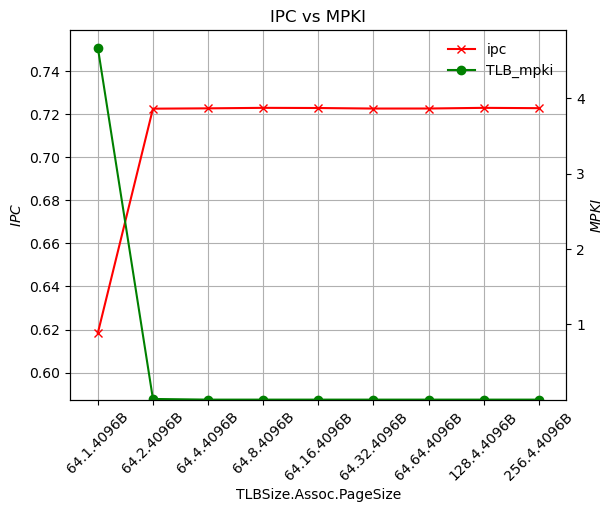 IPC vs MPKI
ipc
TLB_mpki
0.74
0.72
0.70
0.68
0.66
0.64
0.62
0.60
IPC
4
3
2
1
MPKI
64.1.4096B
64.2.4096B
64.4.4096B
64.8.4096B
64.16.4096B
64.32.4096B
64.64.4096B
128.4.4096B
256.4.4096B
TLBSize.Assoc.PageSize